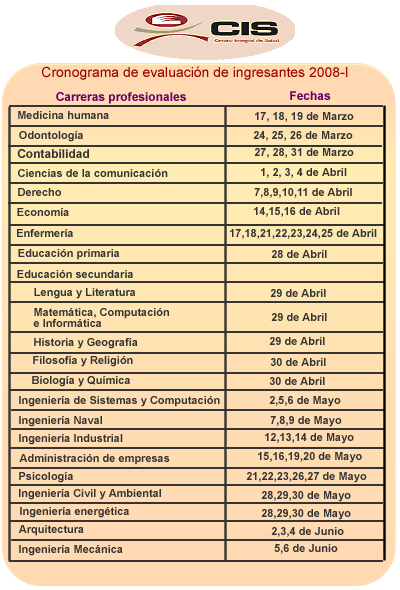 CIS
Centro Integral de Salud
Cronograma de evaluación de ingresantes 2008-I
Carreras profesionales Fechas
Medicina humana 17, 18, 19 de Marzo
Odontología 24, 25, 26 de Marzo
Contabilidad 27, 28, 31 de Marzo
Ciencias de la comunicación 1, 2, 3, 4 de Abril
Derecho 7,8,9,10,11 de Abril
Economía 14,15,16 de Abril
Enfermería 17,18,21,22,23,24,25 de Abril
Educación primaria 28 de Abril
Educación secundaria
Lengua y Literatura 29 de Abril
Matemática, Computación
e Informática 29 de Abril
Historia y Geografía 29 de Abril
Filosofía y Religión 30 de Abril
Biología y Química 30 de Abril
Ingeniería de Sistemas y Computación 2,5,6 de Mayo
Ingeniería Naval 7,8,9 de Mayo
Ingeniería Industrial 12,13,14 de Mayo
Administración de empresas 15,16,19,20 de Mayo
Psicología 21,22,23,26,27 de Mayo
Ingeniería Civil y Ambiental 28,29,30 de Mayo
Ingeniería energética 28,29,30 de Mayo
Arquitectura 2,3,4 de Junio
Ingeniería Mecánica 5,6 de Junio